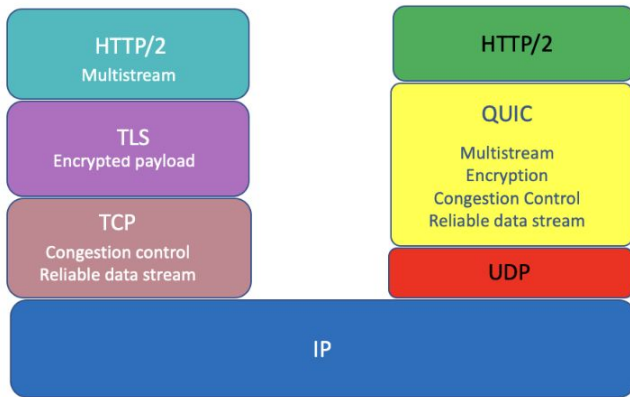 HTTP/2
Multistream
TLS
Encrypted payload
TCP
Congestion control
Reliable data stream
HTTP/2
QUIC
Multistream
Encryption
Congestion Control
Reliable data stream
UDP
IP